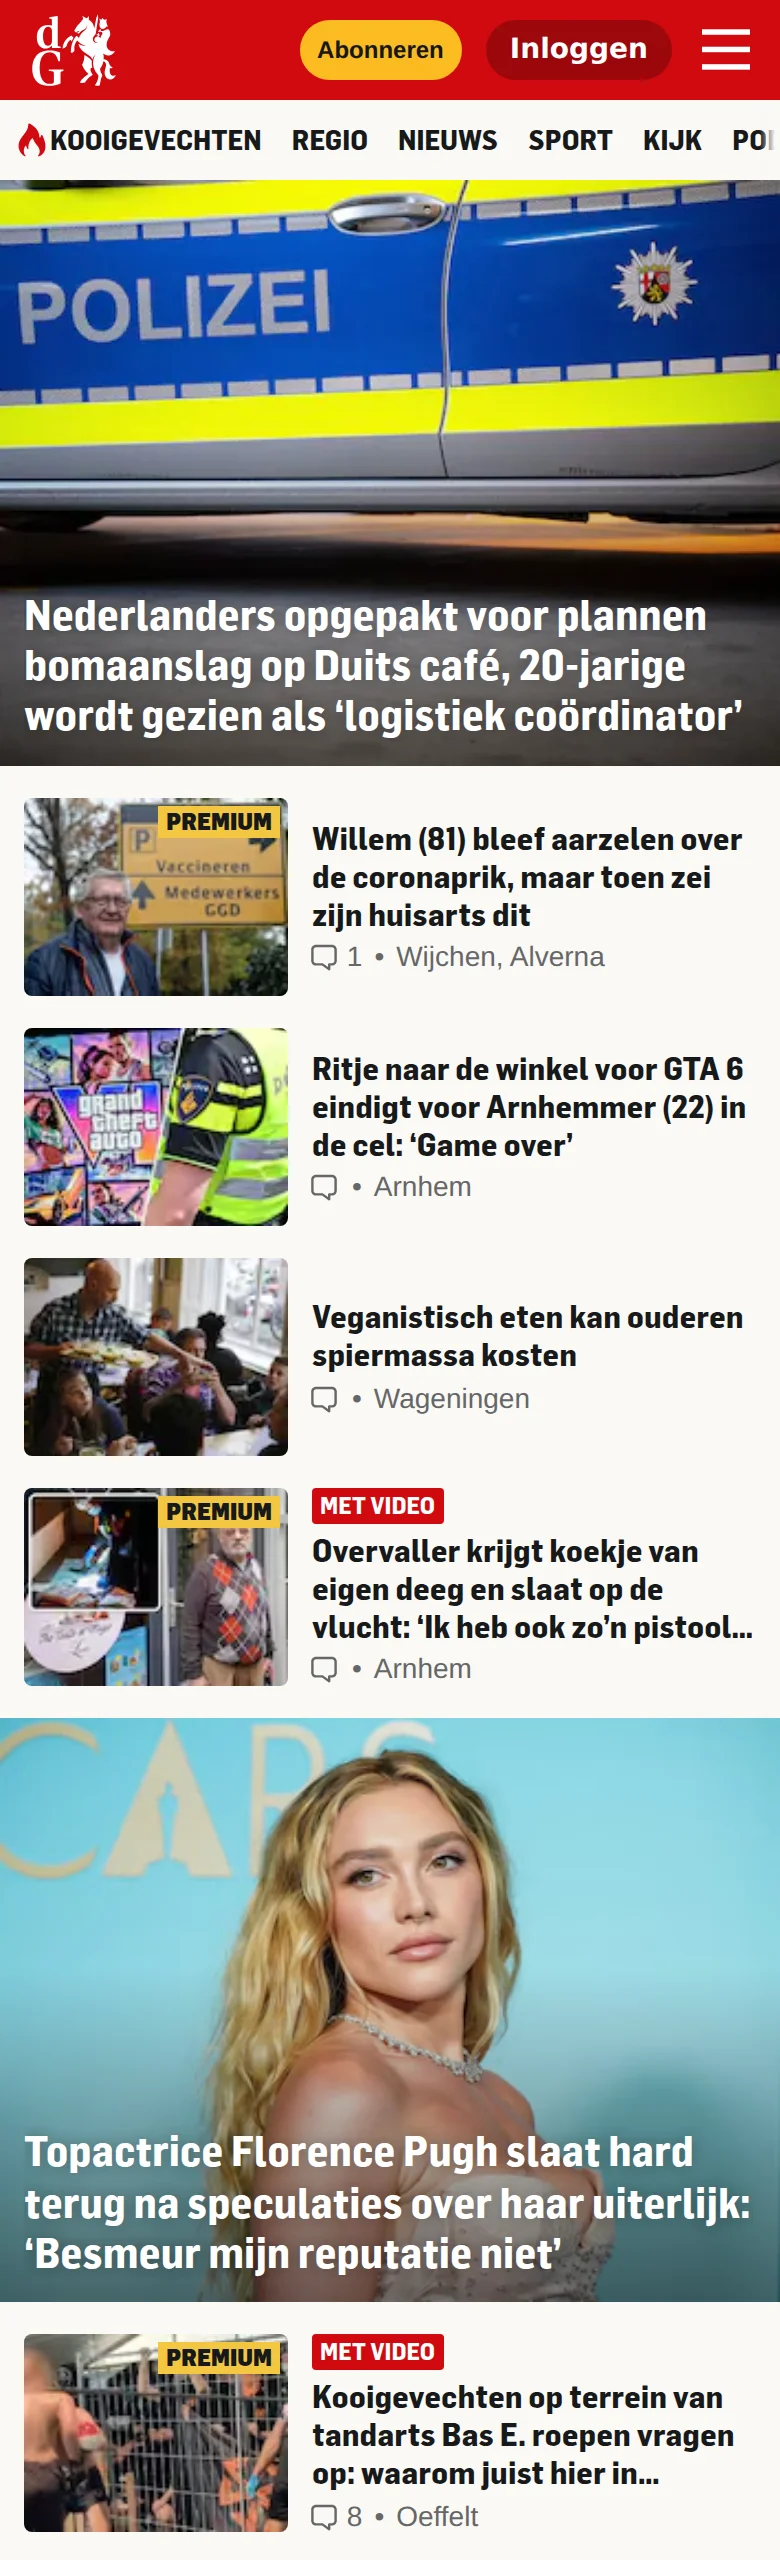 dG
Abonneren
Inloggen
KOOIGEVECHTEN REGIO NIEUWS SPORT KIJK
POLIZEI
Nederlanders opgepakt voor plannen
bomaanslag op Duits café, 20-jarige
wordt gezien als ‘logistiek coördinator’
PREMIUM
P
Vaccineren
Medewerkers
GGD
Willem (81) bleef aarzelen over
de coronaprik, maar toen zei
zijn huisarts dit
1 • Wijchen, Alverna
grand
theft
auto
Ritje naar de winkel voor GTA 6
eindigt voor Arnhemmer (22) in
de cel: ‘Game over’
• Arnhem
Veganistisch eten kan ouderen
spiermassa kosten
• Wageningen
PREMIUM
MET VIDEO
Overvaller krijgt koekje van
eigen deeg en slaat op de
vlucht: ‘Ik heb ook zo’n pistool...
• Arnhem
CARS
Topactrice Florence Pugh slaat hard
terug na speculaties over haar uiterlijk:
‘Besmeur mijn reputatie niet’
PREMIUM
MET VIDEO
Kooigevechten op terrein van
tandarts Bas E. roepen vragen
op: waarom juist hier in...
8 • Oeffelt